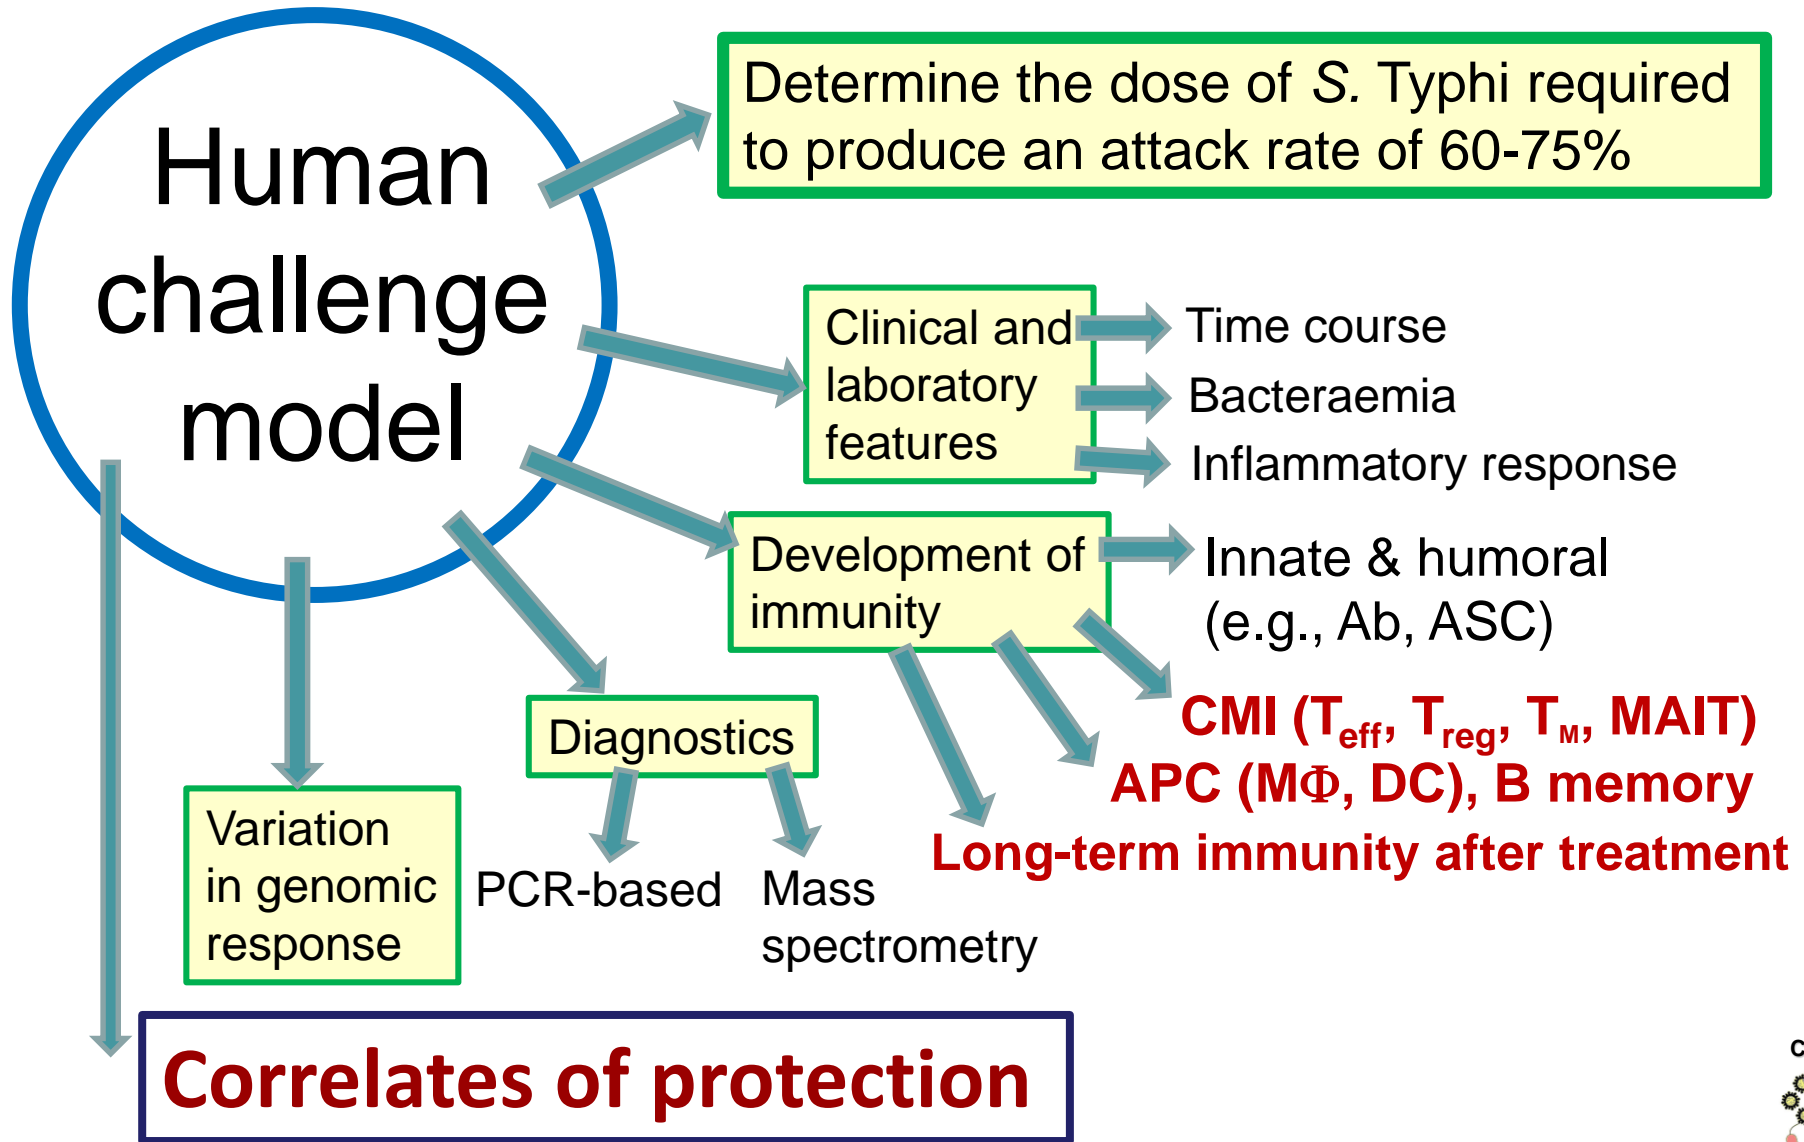 Human
challenge
model
Determine the dose of S. Typhi required
to produce an attack rate of 60-75%
Clinical and
laboratory
features
Time course
Bacteraemia
Inflammatory response
Development of
immunity
Innate & humoral
(e.g., Ab, ASC)
CMI (Teff, Treg, TM, MAIT)
APC (MΦ, DC), B memory
Long-term immunity after treatment
Diagnostics
PCR-based
Mass
spectrometry
Variation
in genomic
response
Correlates of protection